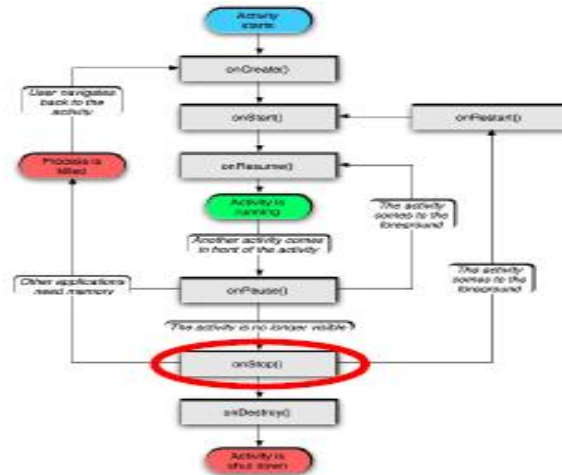 Activity
starts
onCreate()
User navigates
back to the
activity
onStart()
onRestart()
Process is
killed
onResume()
Activity is
running
The activity
comes to the
foreground
Another activity comes
in front of the activity
The activity
comes to the
foreground
Other applications
need memory
onPause()
The activity is no longer visible
onStop()
onDestroy()
Activity is
shut down